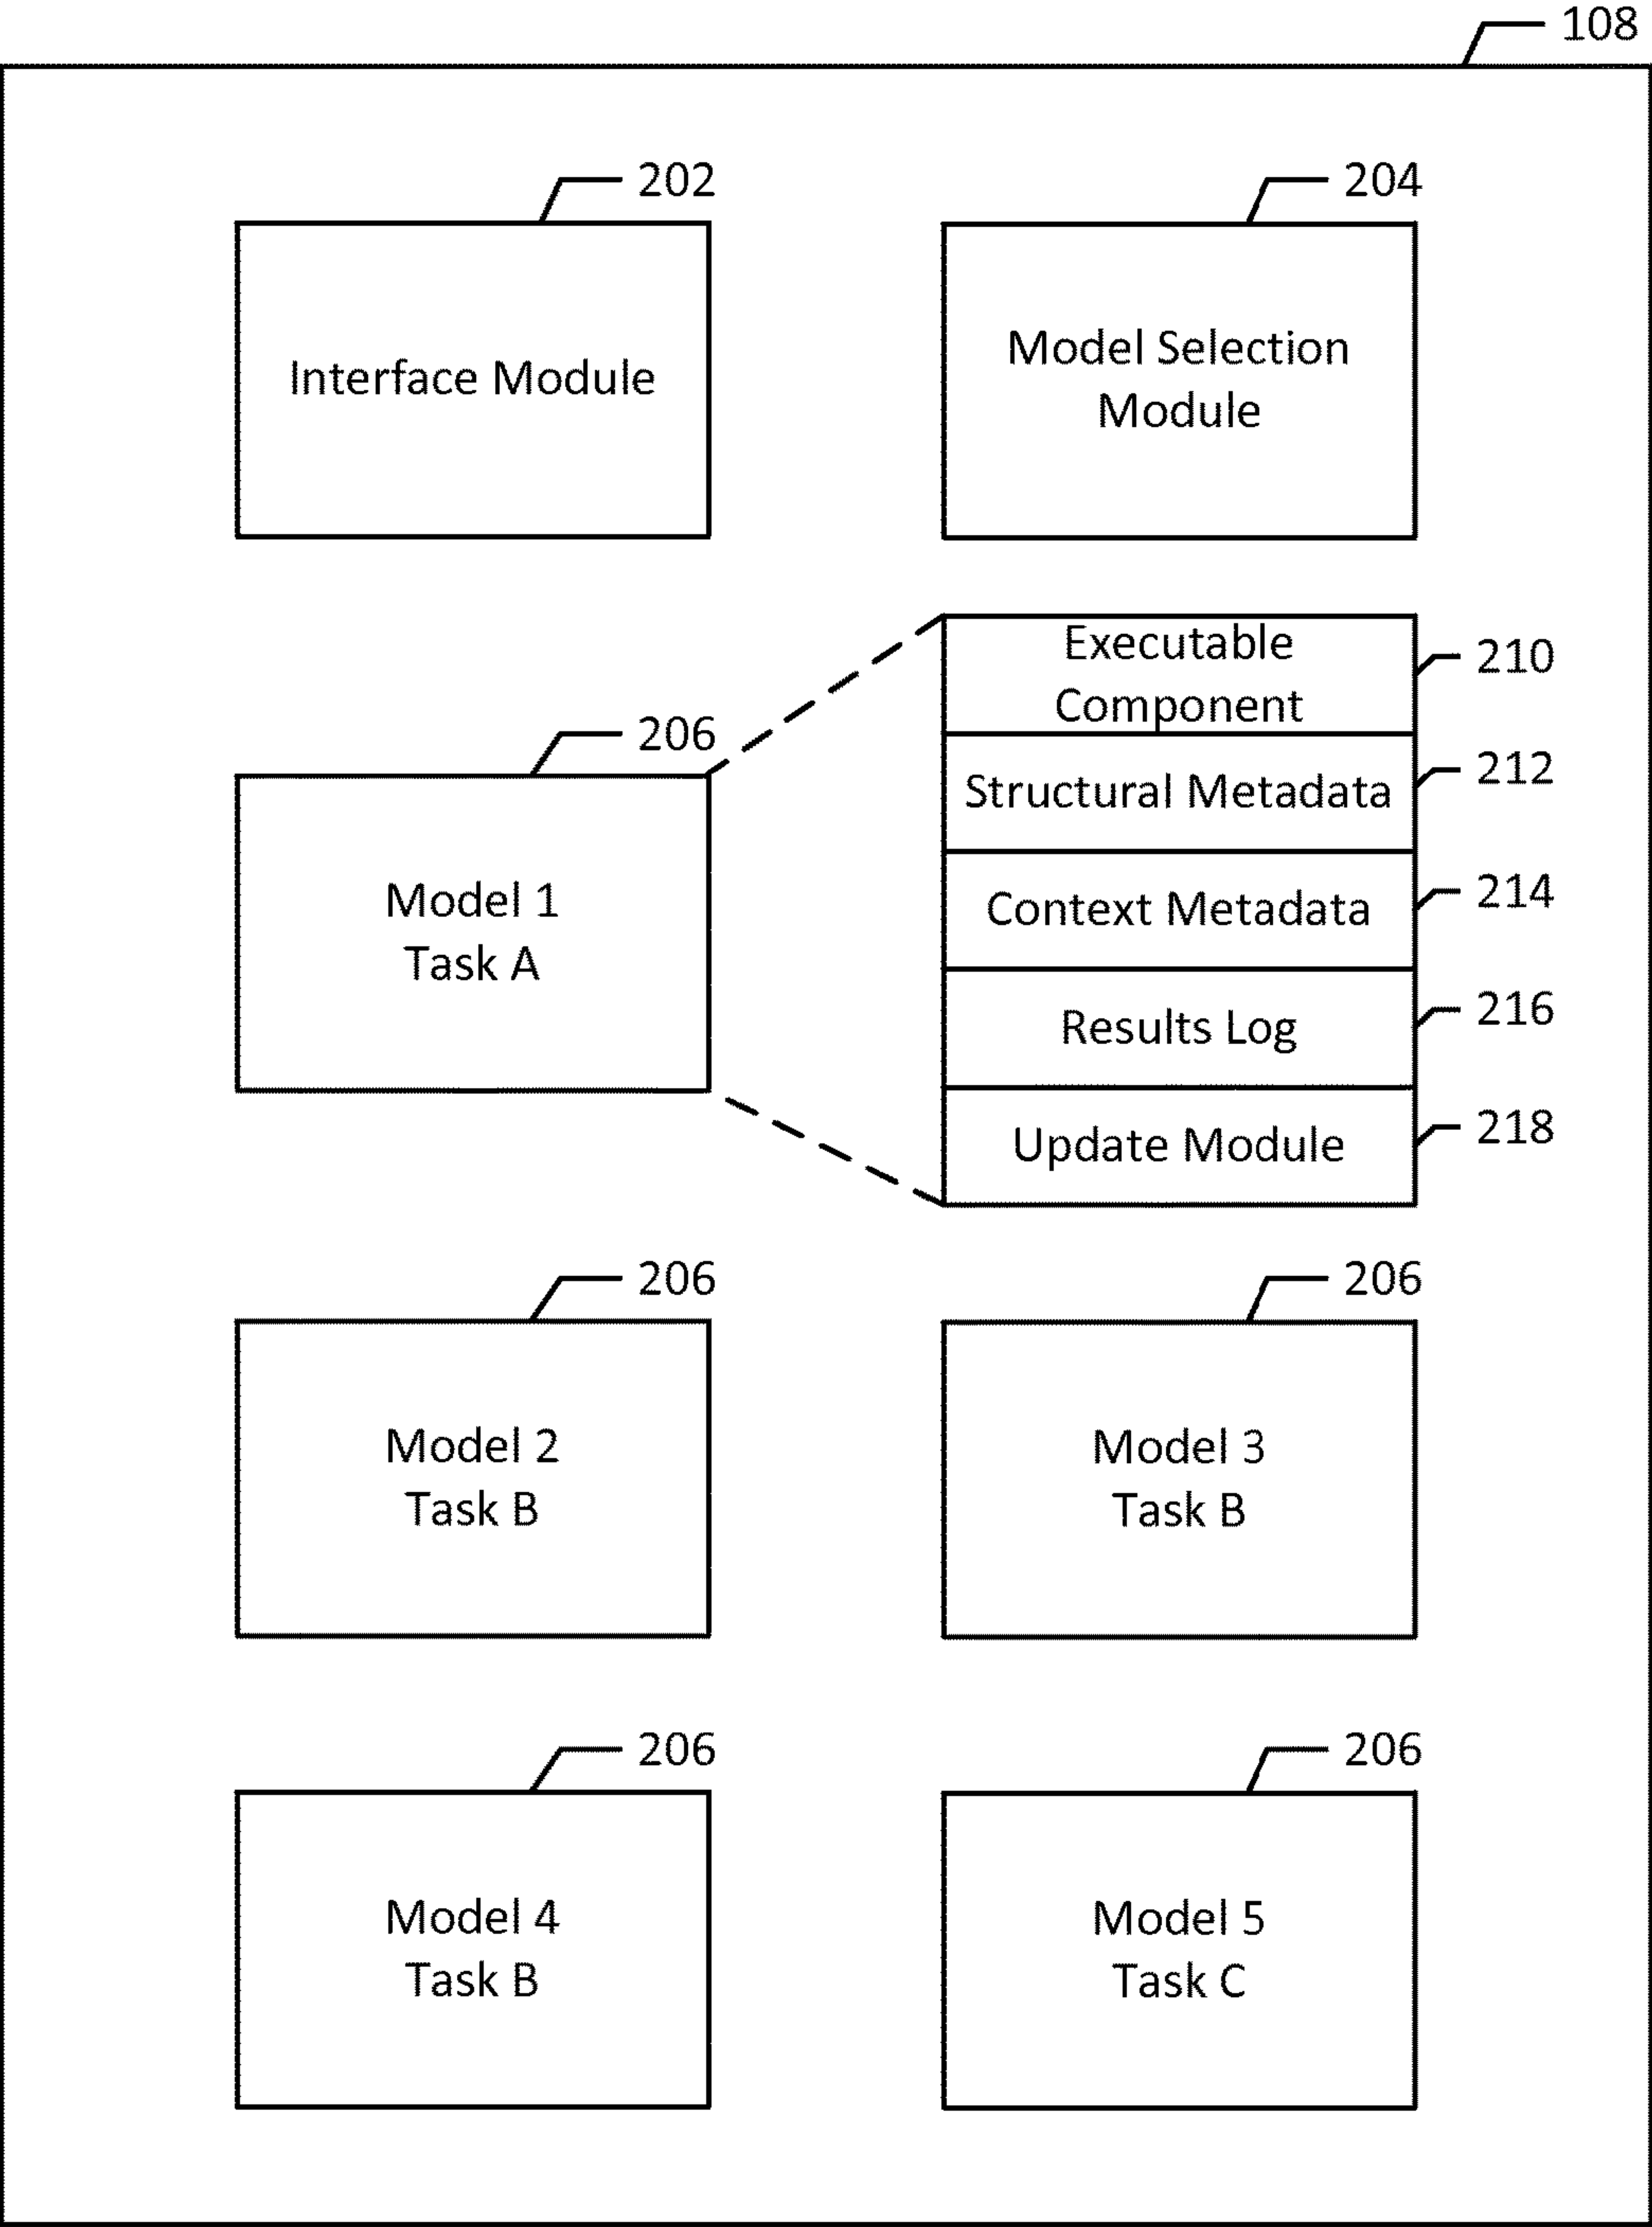 108
202
204
Interface Module
Model Selection
Module
Executable
Component
210
206
Structural Metadata
212
Model 1
Task A
Context Metadata
214
Results Log
216
Update Module
218
206
206
Model 2
Task B
Model 3
Task B
206
206
Model 4
Task B
Model 5
Task C